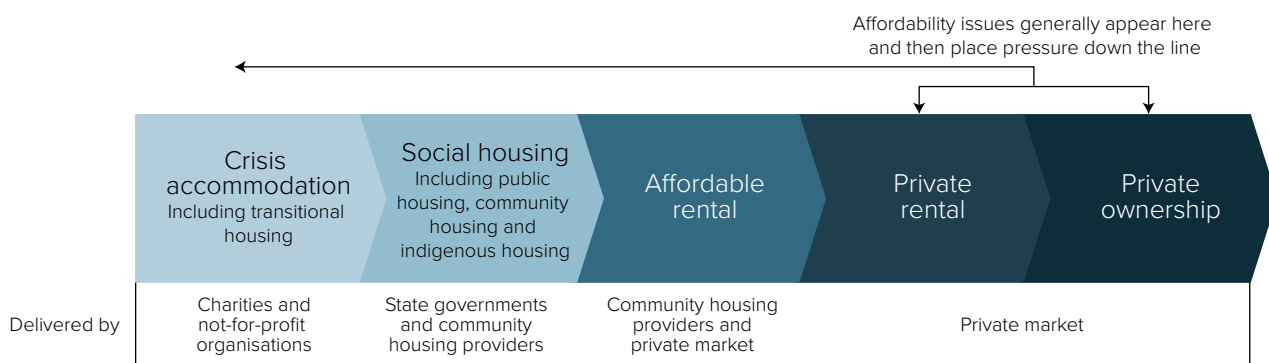 Affordability issues generally appear here
and then place pressure down the line
Crisis
accommodation
Including transitional
housing
Social housing
Including public
housing, community
housing and
indigenous housing
Affordable
rental
Private
rental
Private
ownership
Delivered by
Charities and
not-for-profit
organisations
State governments
and community
housing providers
Community housing
providers and
private market
Private market